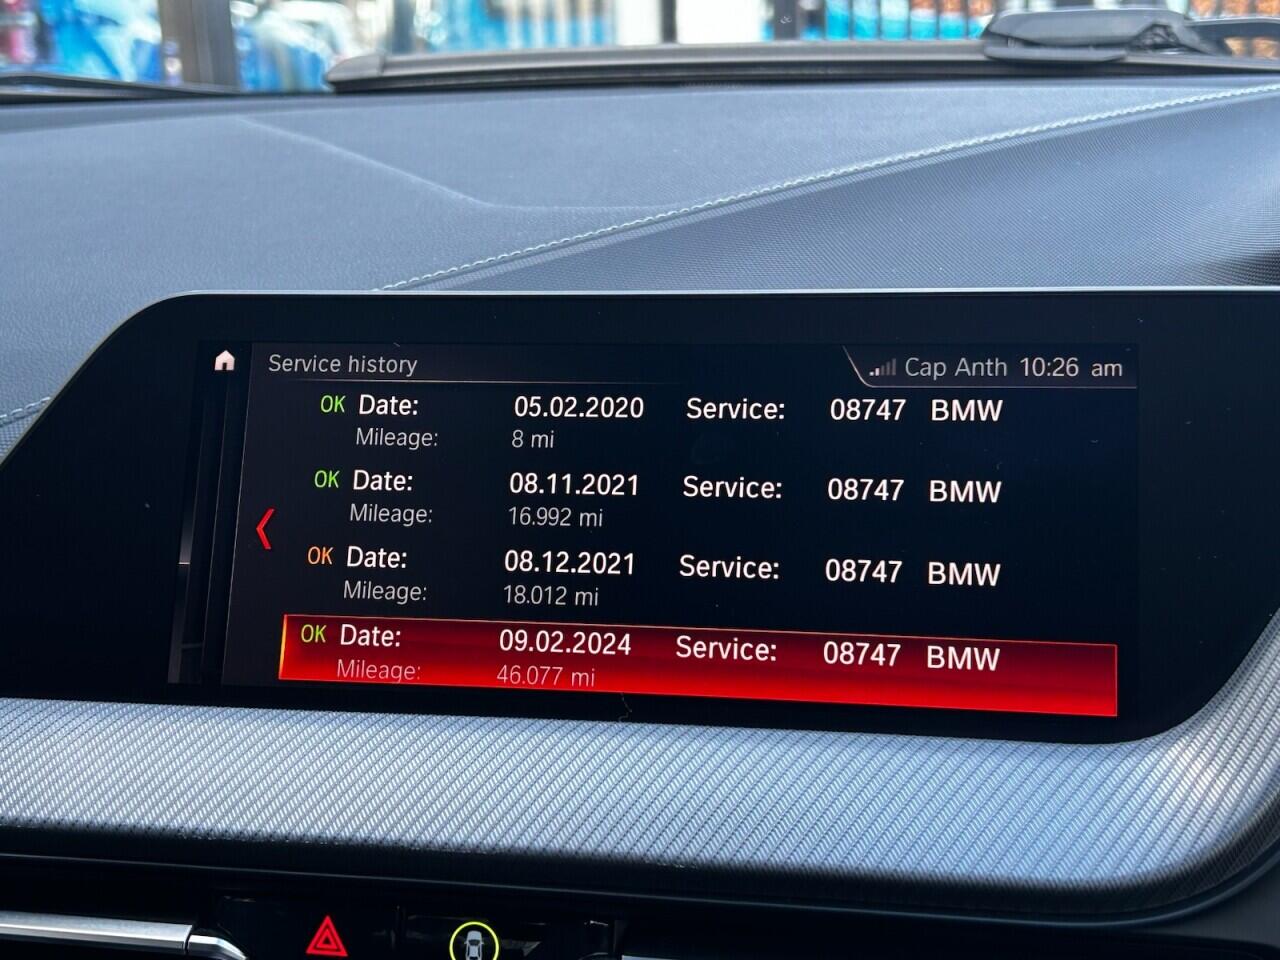 Service history Cap Anth 10:26 am
OK Date: 05.02.2020 Service: 08747 BMW
Mileage: 8 mi
OK Date: 08.11.2021 Service: 08747 BMW
Mileage: 16.992 mi
OK Date: 08.12.2021 Service: 08747 BMW
Mileage: 18.012 mi
OK Date: 09.02.2024 Service: 08747 BMW
Mileage: 46.077 mi